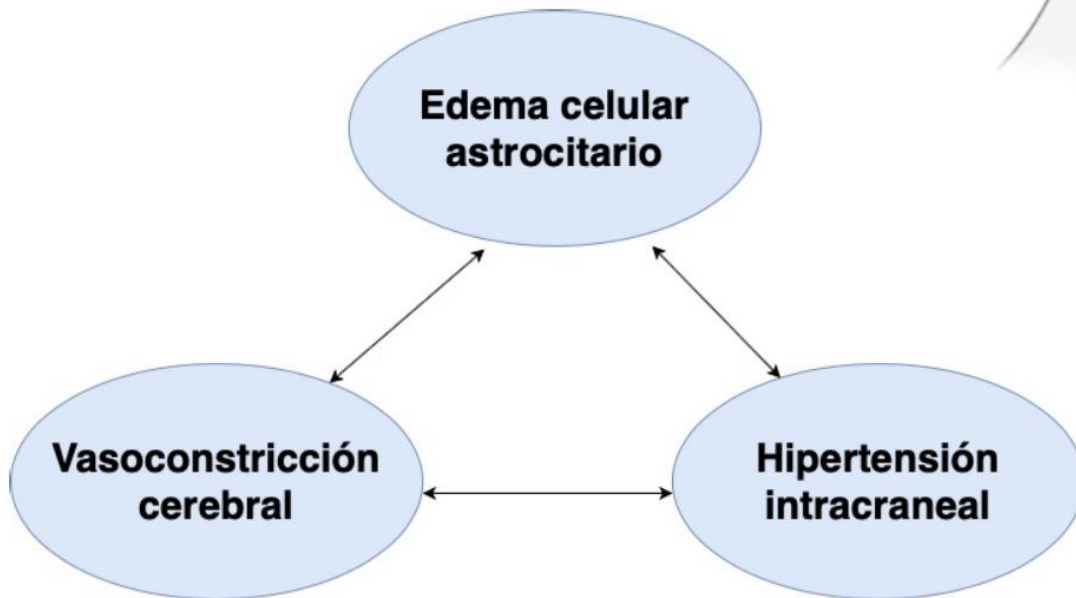 Edema celular
astrocitario
Vasoconstricción
cerebral
Hipertensión
intracraneal